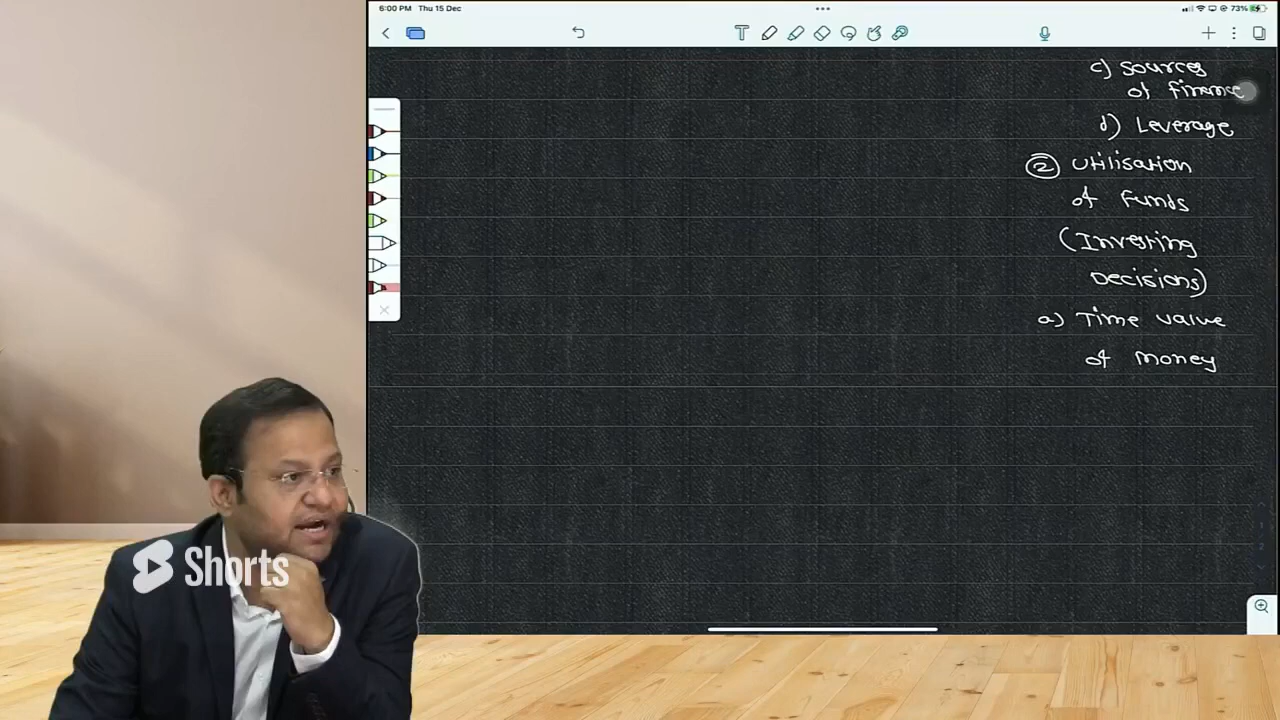 6:00 PM Thu 15 Dec
73%
c) Sources
of finance
d) Leverage
② Utilisation
of Funds
(Investing
Decisions)
a) Time value
of money
Shorts